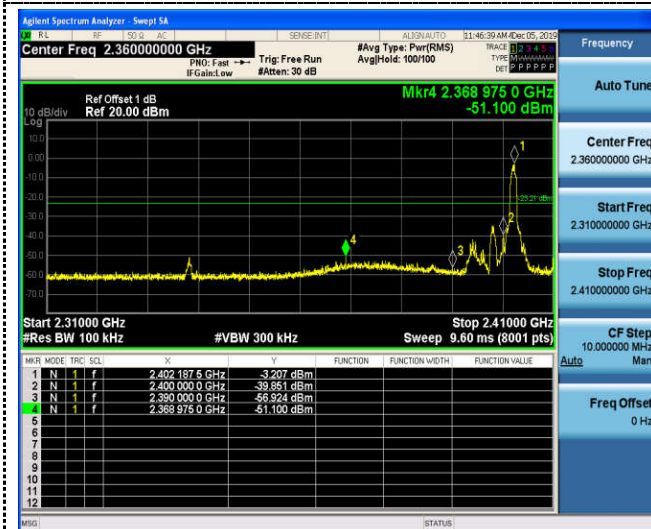 Agilent Spectrum Analyzer - Swept SA
RL RF 50 Ω AC SENSE:INT ALIGN AUTO 11:46:39 AM Dec 05, 2019
Center Freq 2.360000000 GHz
PNO: Fast
IFGain:Low
Trig: Free Run
#Atten: 30 dB
#Avg Type: Pwr(RMS)
Avg|Hold: 100/100
TRACE 1 2 3 4 5 6
TYPE M
DET P P P P P P
Ref Offset 1 dB
10 dB/div Ref 20.00 dBm
Log
Mkr4 2.368 975 0 GHz
-51.100 dBm
10.0
0.00
-10.0
-20.0
-30.0
-40.0
-50.0
-60.0
-70.0
1
-23.21 dBm
2
4
3
Start 2.31000 GHz Stop 2.41000 GHz
#Res BW 100 kHz #VBW 300 kHz Sweep 9.60 ms (8001 pts)
MKR MODE TRC SCL X Y FUNCTION FUNCTION WIDTH FUNCTION VALUE
1 N 1 f 2.402 187 5 GHz -3.207 dBm
2 N 1 f 2.400 000 0 GHz -39.851 dBm
3 N 1 f 2.390 000 0 GHz -56.924 dBm
4 N 1 f 2.368 975 0 GHz -51.100 dBm
5
6
7
8
9
10
11
12
MSG STATUS
Frequency
Auto Tune
Center Freq
2.360000000 GHz
Start Freq
2.310000000 GHz
Stop Freq
2.410000000 GHz
CF Step
10.000000 MHz
Auto Man
Freq Offset
0 Hz